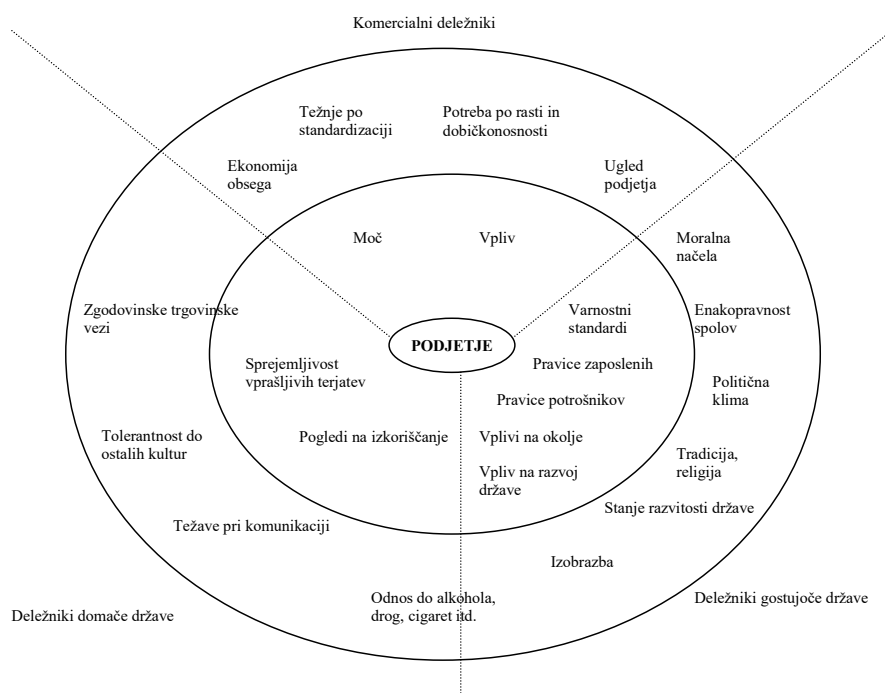 Komercialni deležniki
Težnje po
standardizaciji
Potreba po rasti in
dobičkonosnosti
Ekonomija
obsega
Ugled
podjetja
Moč
Vpliv
Moralna
načela
Zgodovinske trgovinske
vezi
Varnostni
standardi
Enakopravnost
spolov
PODJETJE
Sprejemljivost
vprašljivih terjatev
Pravice zaposlenih
Politična
klima
Pravice potrošnikov
Tolerantnost do
ostalih kultur
Pogledi na izkoriščanje
Vplivi na okolje
Tradicija,
religija
Vpliv na razvoj
države
Stanje razvitosti države
Težave pri komunikaciji
Izobrazba
Odnos do alkohola,
drog, cigaret itd.
Deležniki domače države
Deležniki gostujoče države